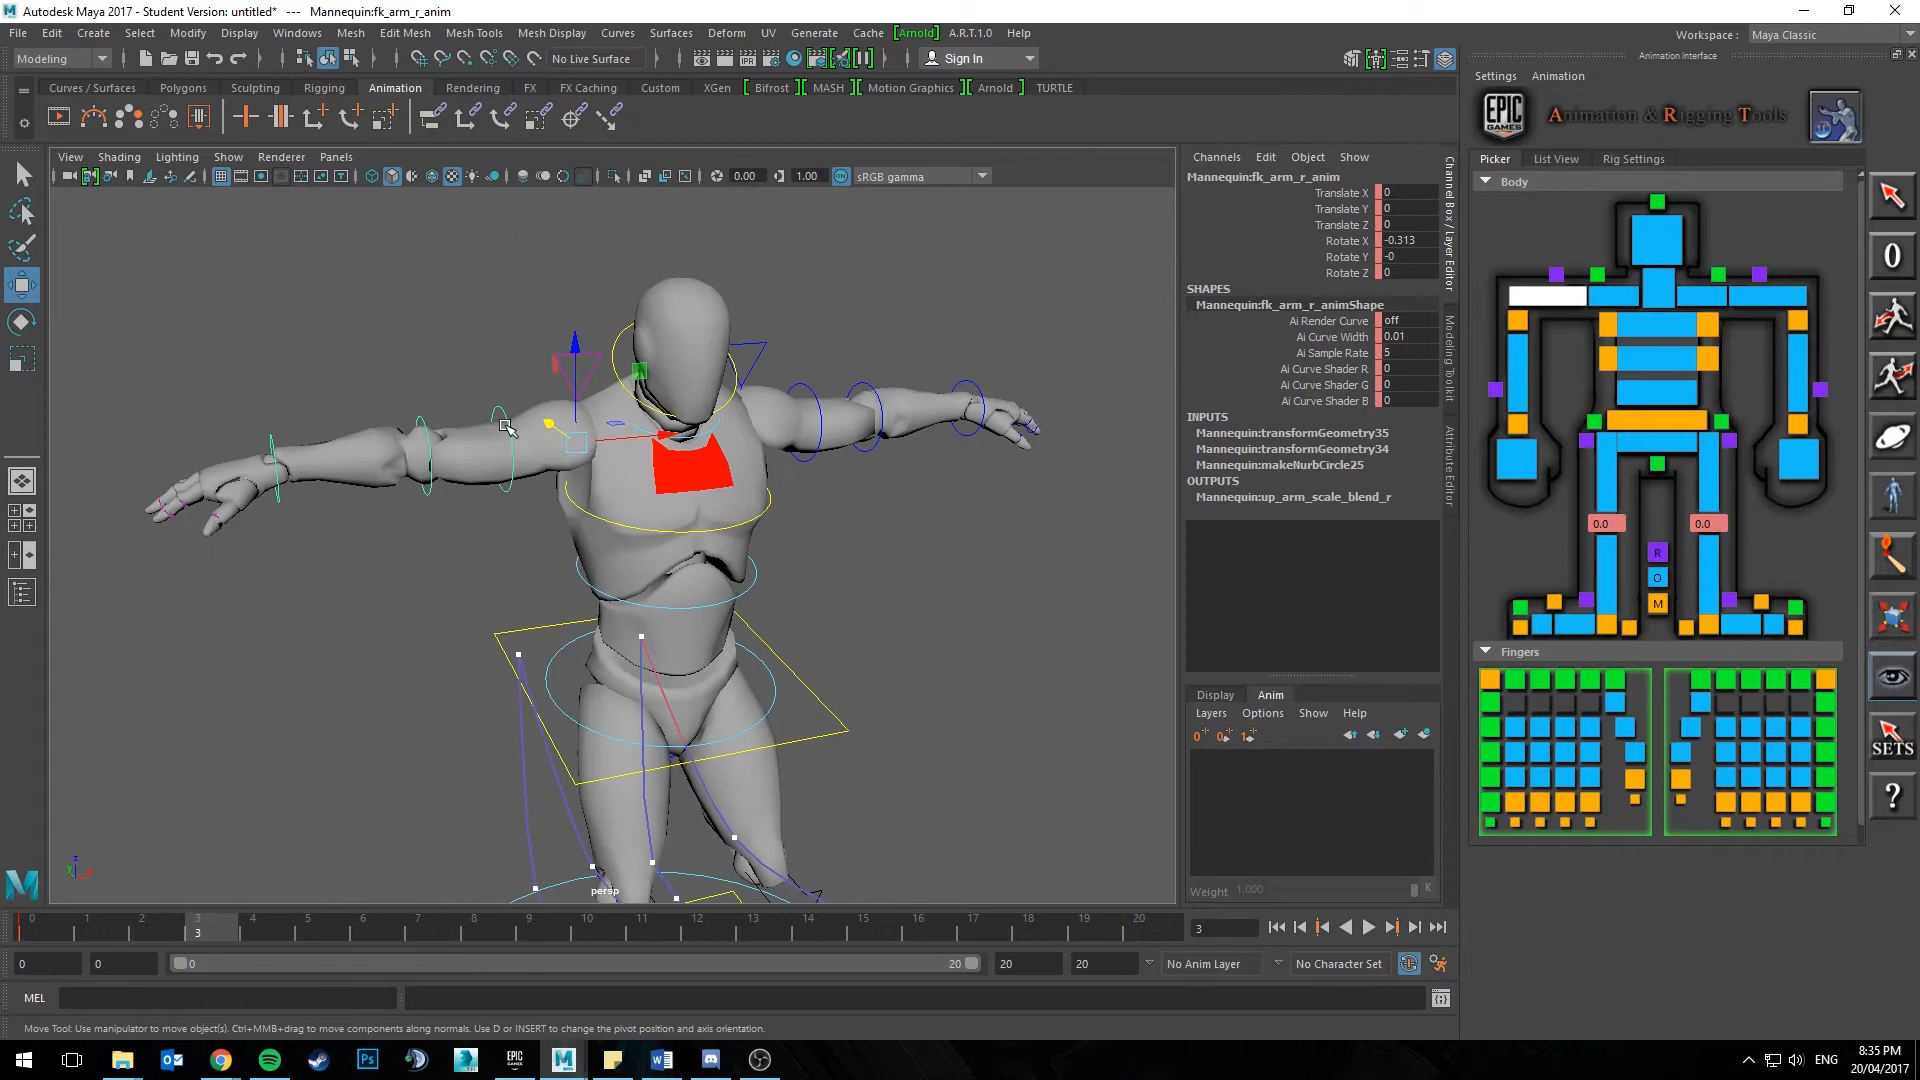 Autodesk Maya 2017 - Student Version: untitled*   ---   Mannequin:fk_arm_r_anim
File Edit Create Select Modify Display Windows Mesh Edit Mesh Mesh Tools Mesh Display Curves Surfaces Deform UV Generate Cache [Arnold] A.R.T.1.0 Help
Workspace : Maya Classic
Modeling
No Live Surface
IPR
Sign In
Animation Interface
Settings Animation
Curves / Surfaces Polygons Sculpting Rigging Animation Rendering FX FX Caching Custom XGen [ Bifrost ] [ MASH ] [ Motion Graphics ] [ Arnold ] TURTLE
EPIC GAMES
Animation & Rigging Tools
View Shading Lighting Show Renderer Panels
0.00 1.00 sRGB gamma
Channels Edit Object Show
Channel Box / Layer Editor
Modeling Toolkit
Attribute Editor
Mannequin:fk_arm_r_anim
Translate X 0
Translate Y 0
Translate Z 0
Rotate X -0.313
Rotate Y -0
Rotate Z 0
SHAPES
Mannequin:fk_arm_r_animShape
Ai Render Curve off
Ai Curve Width 0.01
Ai Sample Rate 5
Ai Curve Shader R 0
Ai Curve Shader G 0
Ai Curve Shader B 0
INPUTS
Mannequin:transformGeometry35
Mannequin:transformGeometry34
Mannequin:makeNurbCircle25
OUTPUTS
Mannequin:up_arm_scale_blend_r
Display Anim
Layers Options Show Help
Weight 1.000 K
Picker List View Rig Settings
Body
0.0 0.0
R
O
M
Fingers
0
SETS
?
persp
0 1 2 3 4 5 6 7 8 9 10 11 12 13 14 15 16 17 18 19 20
3
3
0 0 0 20 20 20 No Anim Layer No Character Set
MEL
Move Tool: Use manipulator to move object(s). Ctrl+MMB+drag to move components along normals. Use D or INSERT to change the pivot position and axis orientation.
ENG
8:35 PM
20/04/2017